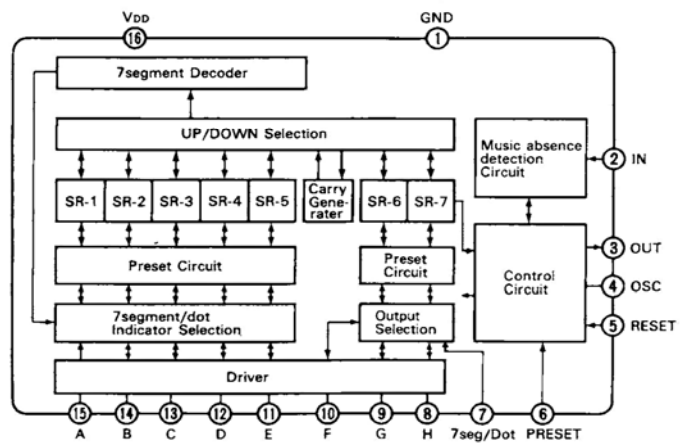 VDD GND
16 1
7segment Decoder
UP/DOWN Selection
Music absence
detection
Circuit
2 IN
SR-1 SR-2 SR-3 SR-4 SR-5
Carry
Gene-
rater
SR-6 SR-7
3 OUT
Preset Circuit
Preset
Circuit
Control
Circuit
4 OSC
7segment/dot
Indicator Selection
Output
Selection
5 RESET
Driver
15 14 13 12 11 10 9 8 7 6
A B C D E F G H 7seg/Dot PRESET